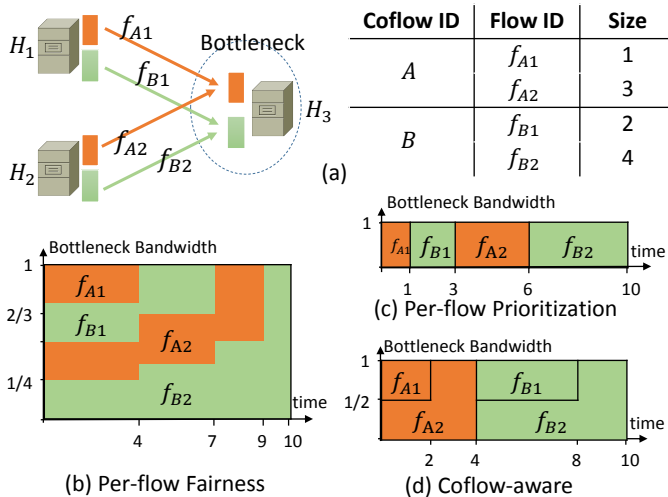 H1
fA1
Bottleneck
fB1
H3
H2
fA2
fB2
(a)
Coflow ID Flow ID Size
A fA1 1
fA2 3
B fB1 2
fB2 4
Bottleneck Bandwidth
1
fA1
2/3
fB1
fA2
1/4
fB2
time
4 7 9 10
(b) Per-flow Fairness
Bottleneck Bandwidth
1
fA1 fB1 fA2 fB2
time
1 3 6 10
(c) Per-flow Prioritization
Bottleneck Bandwidth
1
fA1 fB1
1/2
fA2 fB2
time
2 4 8 10
(d) Coflow-aware